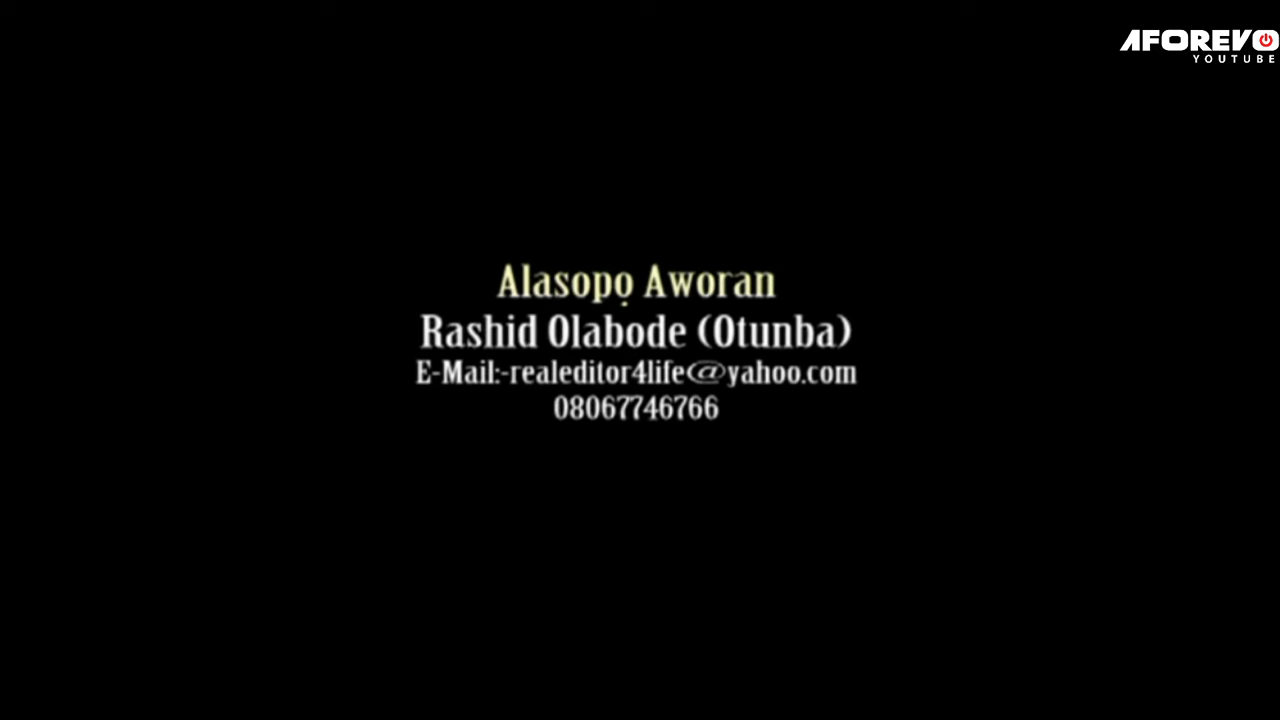 AFOREVO
YOUTUBE
Alasopọ Aworan
Rashid Olabode (Otunba)
E-Mail:-realeditor4life@yahoo.com
08067746766